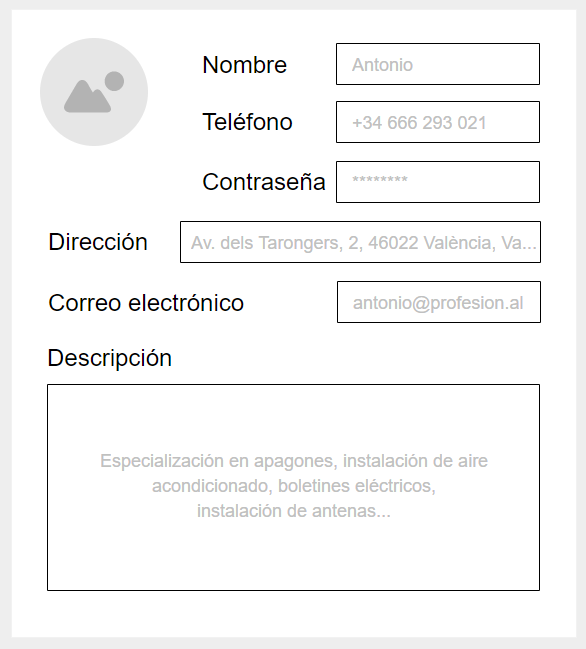 Nombre
Antonio
Teléfono
+34 666 293 021
Contraseña
********
Dirección
Av. dels Tarongers, 2, 46022 València, Va...
Correo electrónico
antonio@profesion.al
Descripción
Especialización en apagones, instalación de aire
acondicionado, boletines eléctricos,
instalación de antenas...